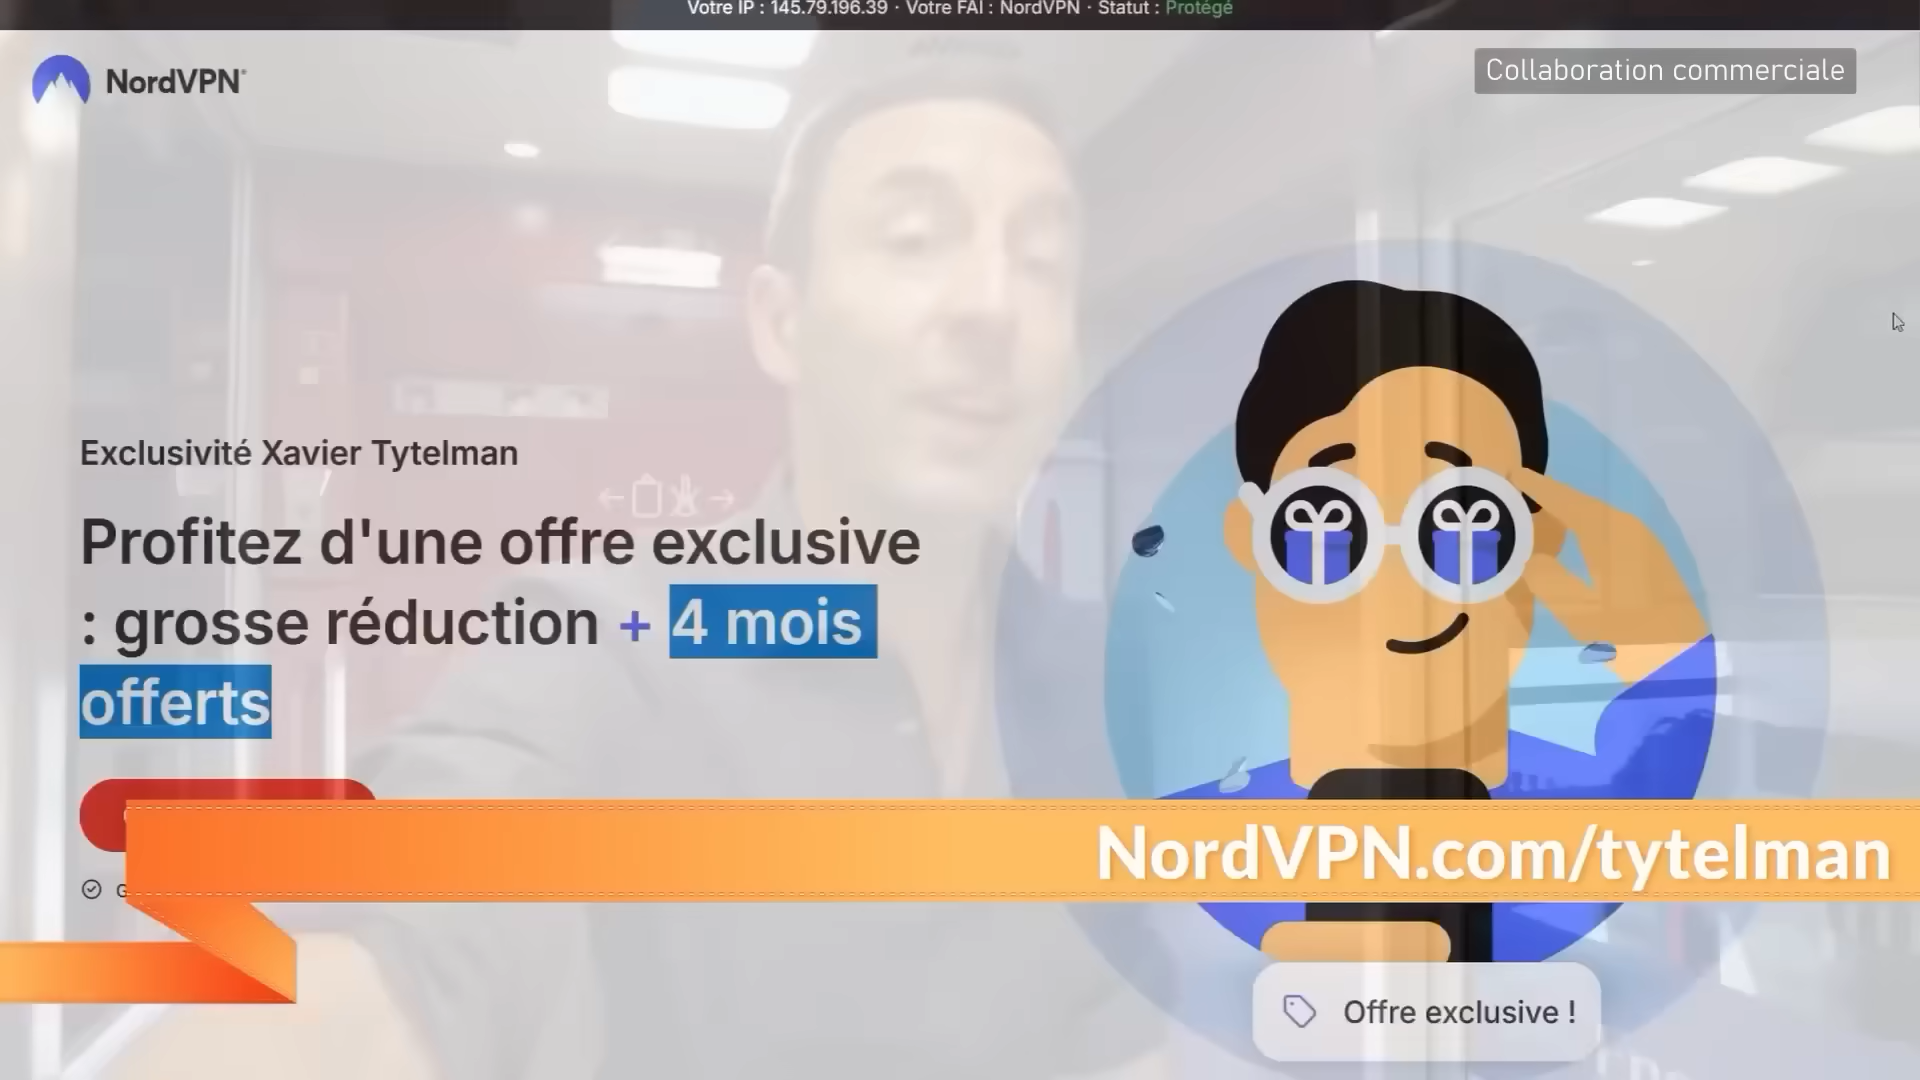 Votre IP : 145.79.196.39 · Votre FAI : NordVPN · Statut : Protégé
NordVPN®
Collaboration commerciale
Exclusivité Xavier Tytelman
Profitez d'une offre exclusive
: grosse réduction + 4 mois
offerts
NordVPN.com/tytelman
Offre exclusive !